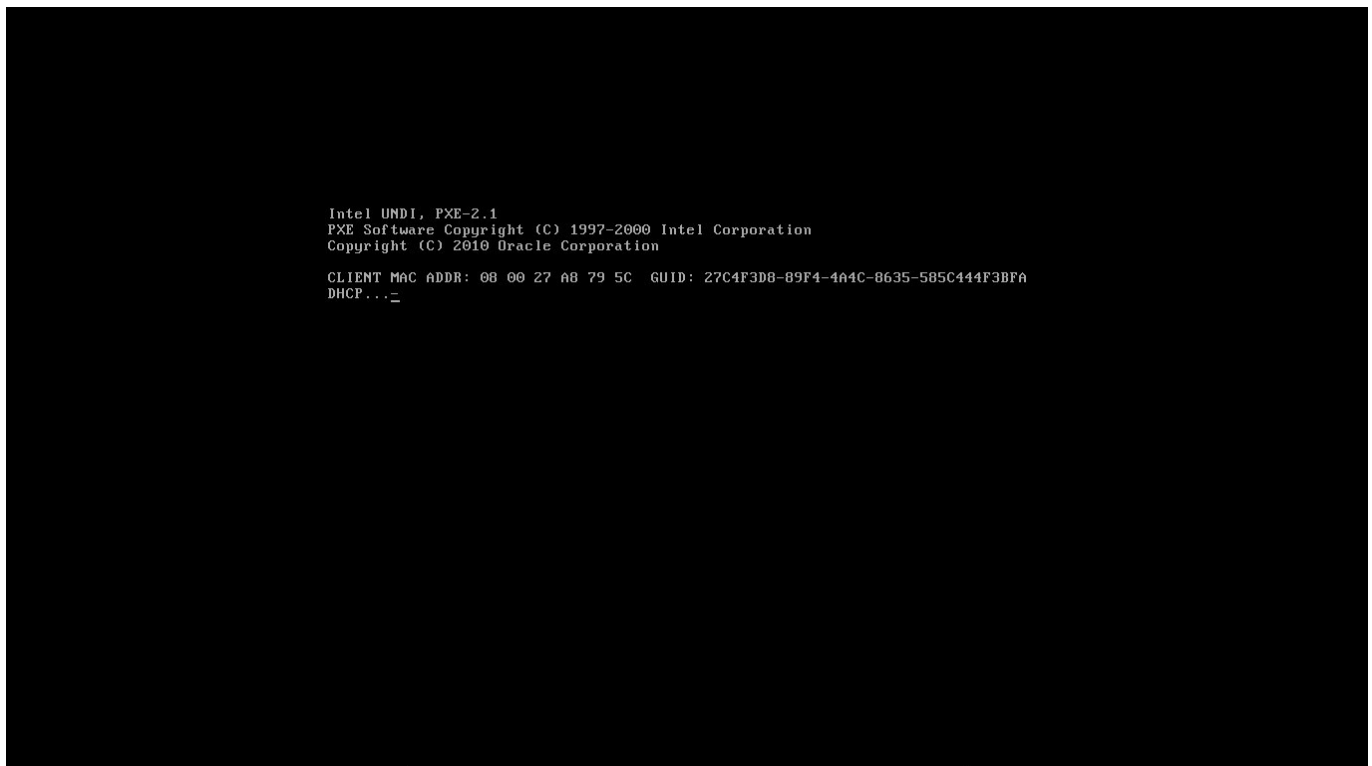 Intel UNDI, PXE-2.1
PXE Software Copyright (C) 1997-2000 Intel Corporation
Copyright (C) 2010 Oracle Corporation
CLIENT MAC ADDR: 08 00 27 A8 79 5C  GUID: 27C4F3D8-89F4-4A4C-8635-585C444F3BFA
DHCP...-